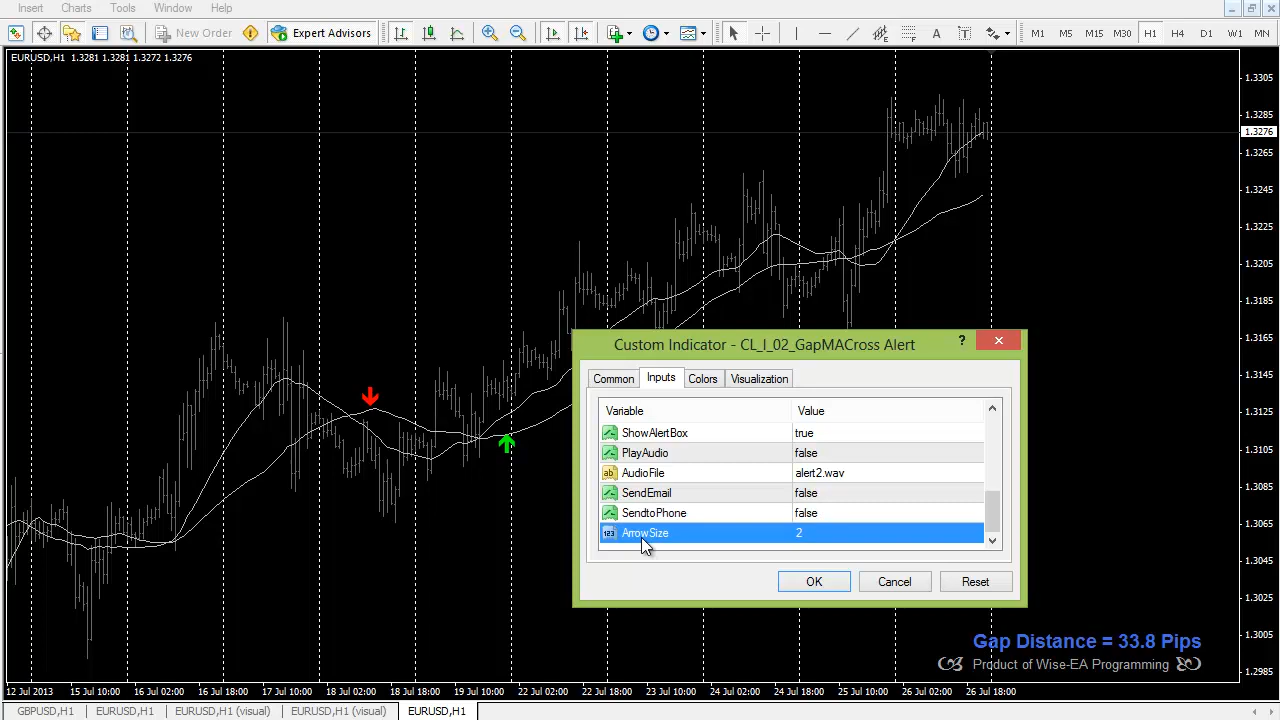 Insert Charts Tools Window Help
New Order Expert Advisors A T M1 M5 M15 M30 H1 H4 D1 W1 MN
EURUSD,H1 1.3281 1.3281 1.3272 1.3276
1.3305
1.3285
1.3276
1.3265
1.3245
1.3225
1.3205
1.3185
1.3165
1.3145
1.3125
1.3105
1.3085
1.3065
1.3045
1.3025
1.3005
1.2985
Custom Indicator - CL_I_02_GapMACross Alert ?
Common Inputs Colors Visualization
Variable Value
ShowAlertBox true
PlayAudio false
ab AudioFile alert2.wav
SendEmail false
SendtoPhone false
123 ArrowSize 2
OK Cancel Reset
Gap Distance = 33.8 Pips
Product of Wise-EA Programming
12 Jul 2013 15 Jul 10:00 16 Jul 02:00 16 Jul 18:00 17 Jul 10:00 18 Jul 02:00 18 Jul 18:00 19 Jul 10:00 22 Jul 02:00 22 Jul 18:00 23 Jul 10:00 24 Jul 02:00 24 Jul 18:00 25 Jul 10:00 26 Jul 02:00 26 Jul 18:00
GBPUSD,H1 EURUSD,H1 EURUSD,H1 (visual) EURUSD,H1 (visual) EURUSD,H1